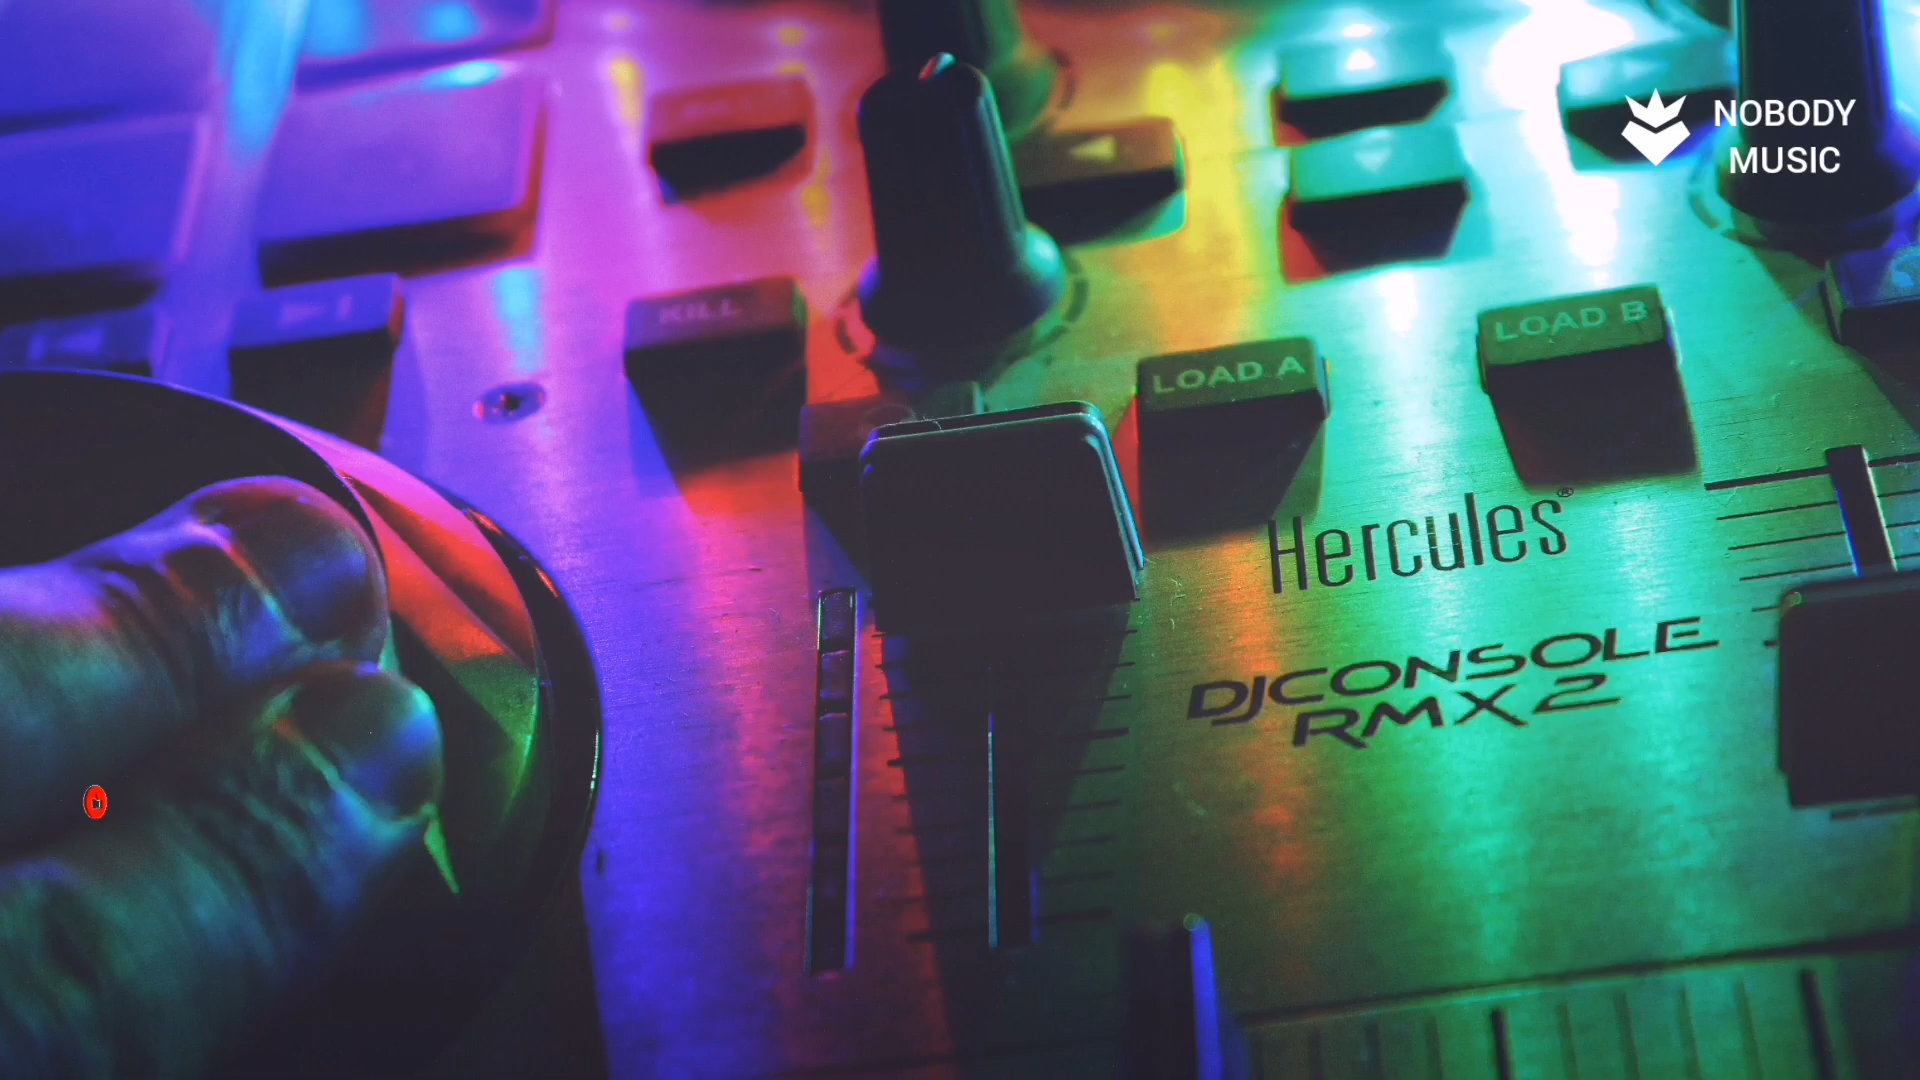 NOBODY
MUSIC
KILL
LOAD A
LOAD B
Hercules®
DJCONSOLE
RMX2